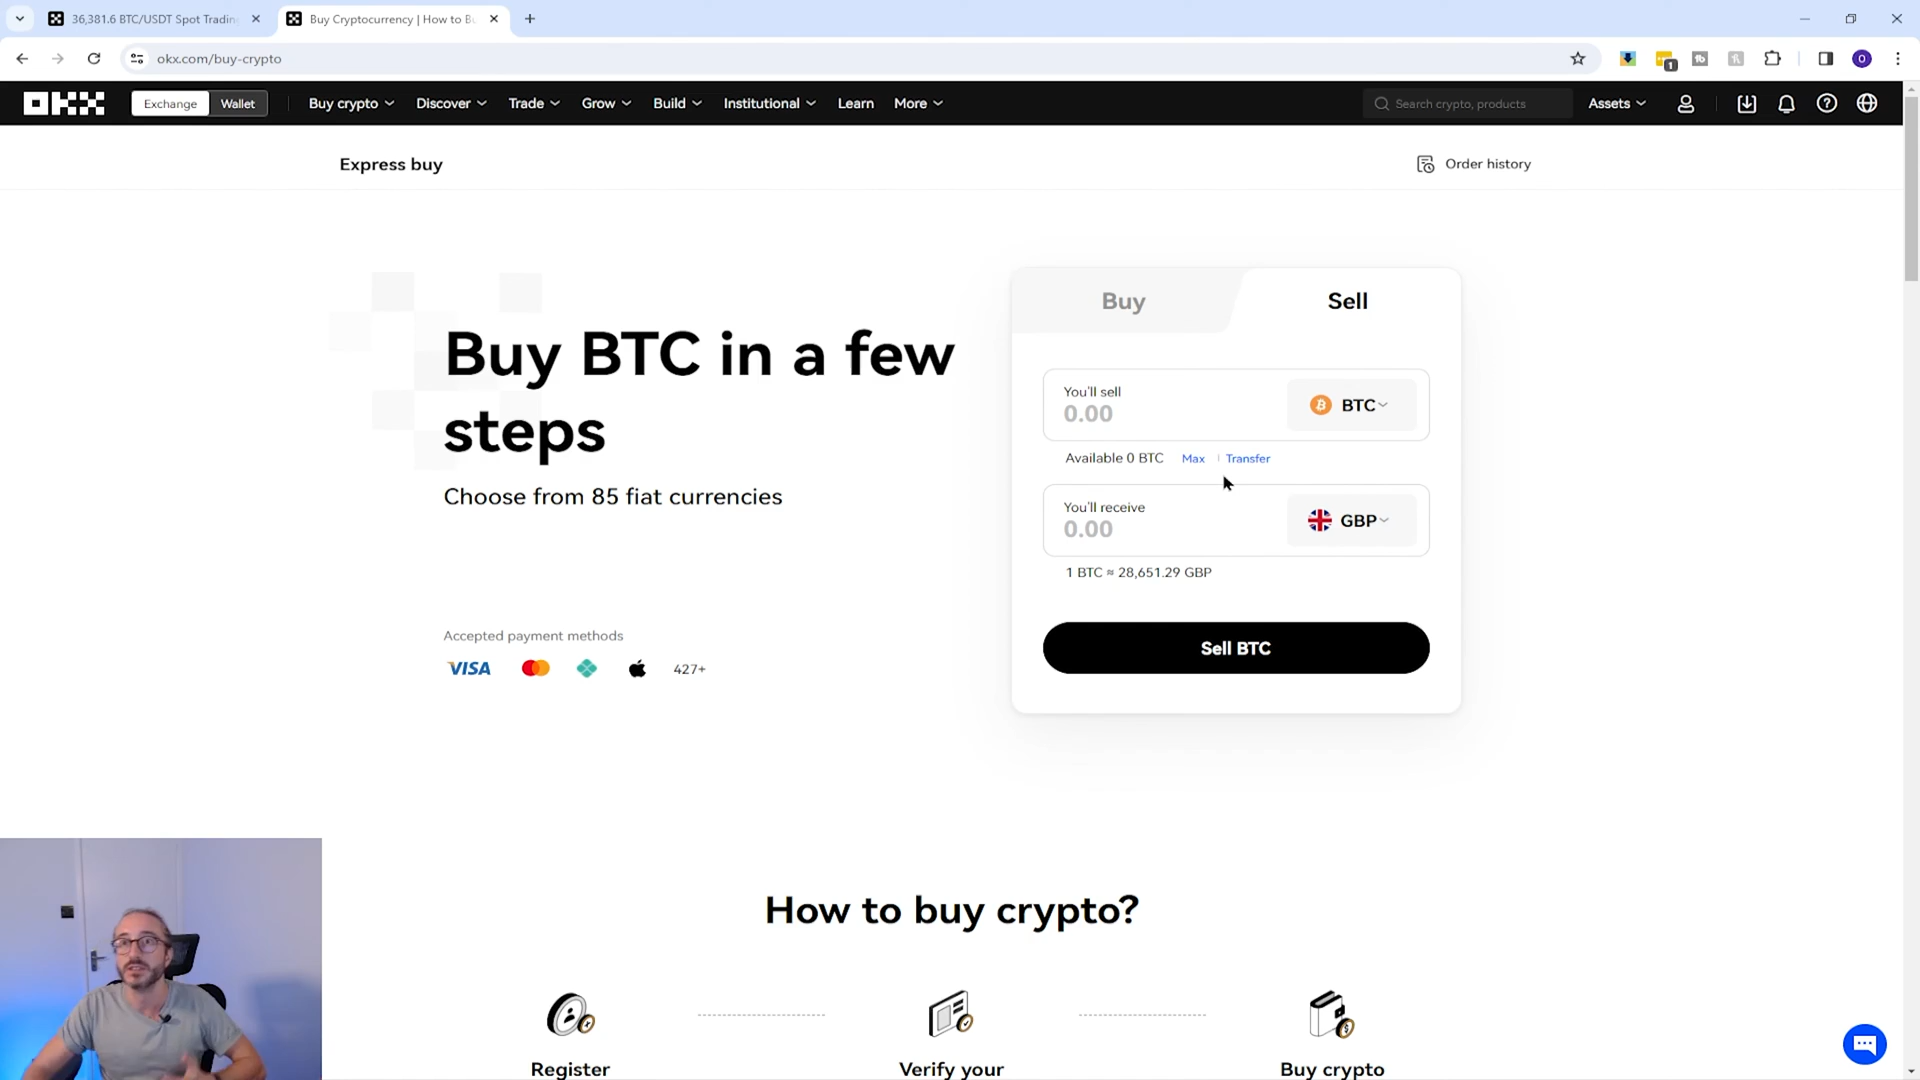 36,381.6 BTC/USDT Spot Tradin
Buy Cryptocurrency | How to Bu
okx.com/buy-crypto
1
O
OKX
Exchange
Wallet
Buy crypto
Discover
Trade
Grow
Build
Institutional
Learn
More
Search crypto, products
Assets
Express buy
Order history
Buy
Sell
Buy BTC in a few
steps
Choose from 85 fiat currencies
You'll sell
0.00
BTC
Available 0 BTC
Max
Transfer
You'll receive
0.00
GBP
1 BTC ≈ 28,651.29 GBP
Sell BTC
Accepted payment methods
VISA
427+
How to buy crypto?
Register
Verify your
Buy crypto